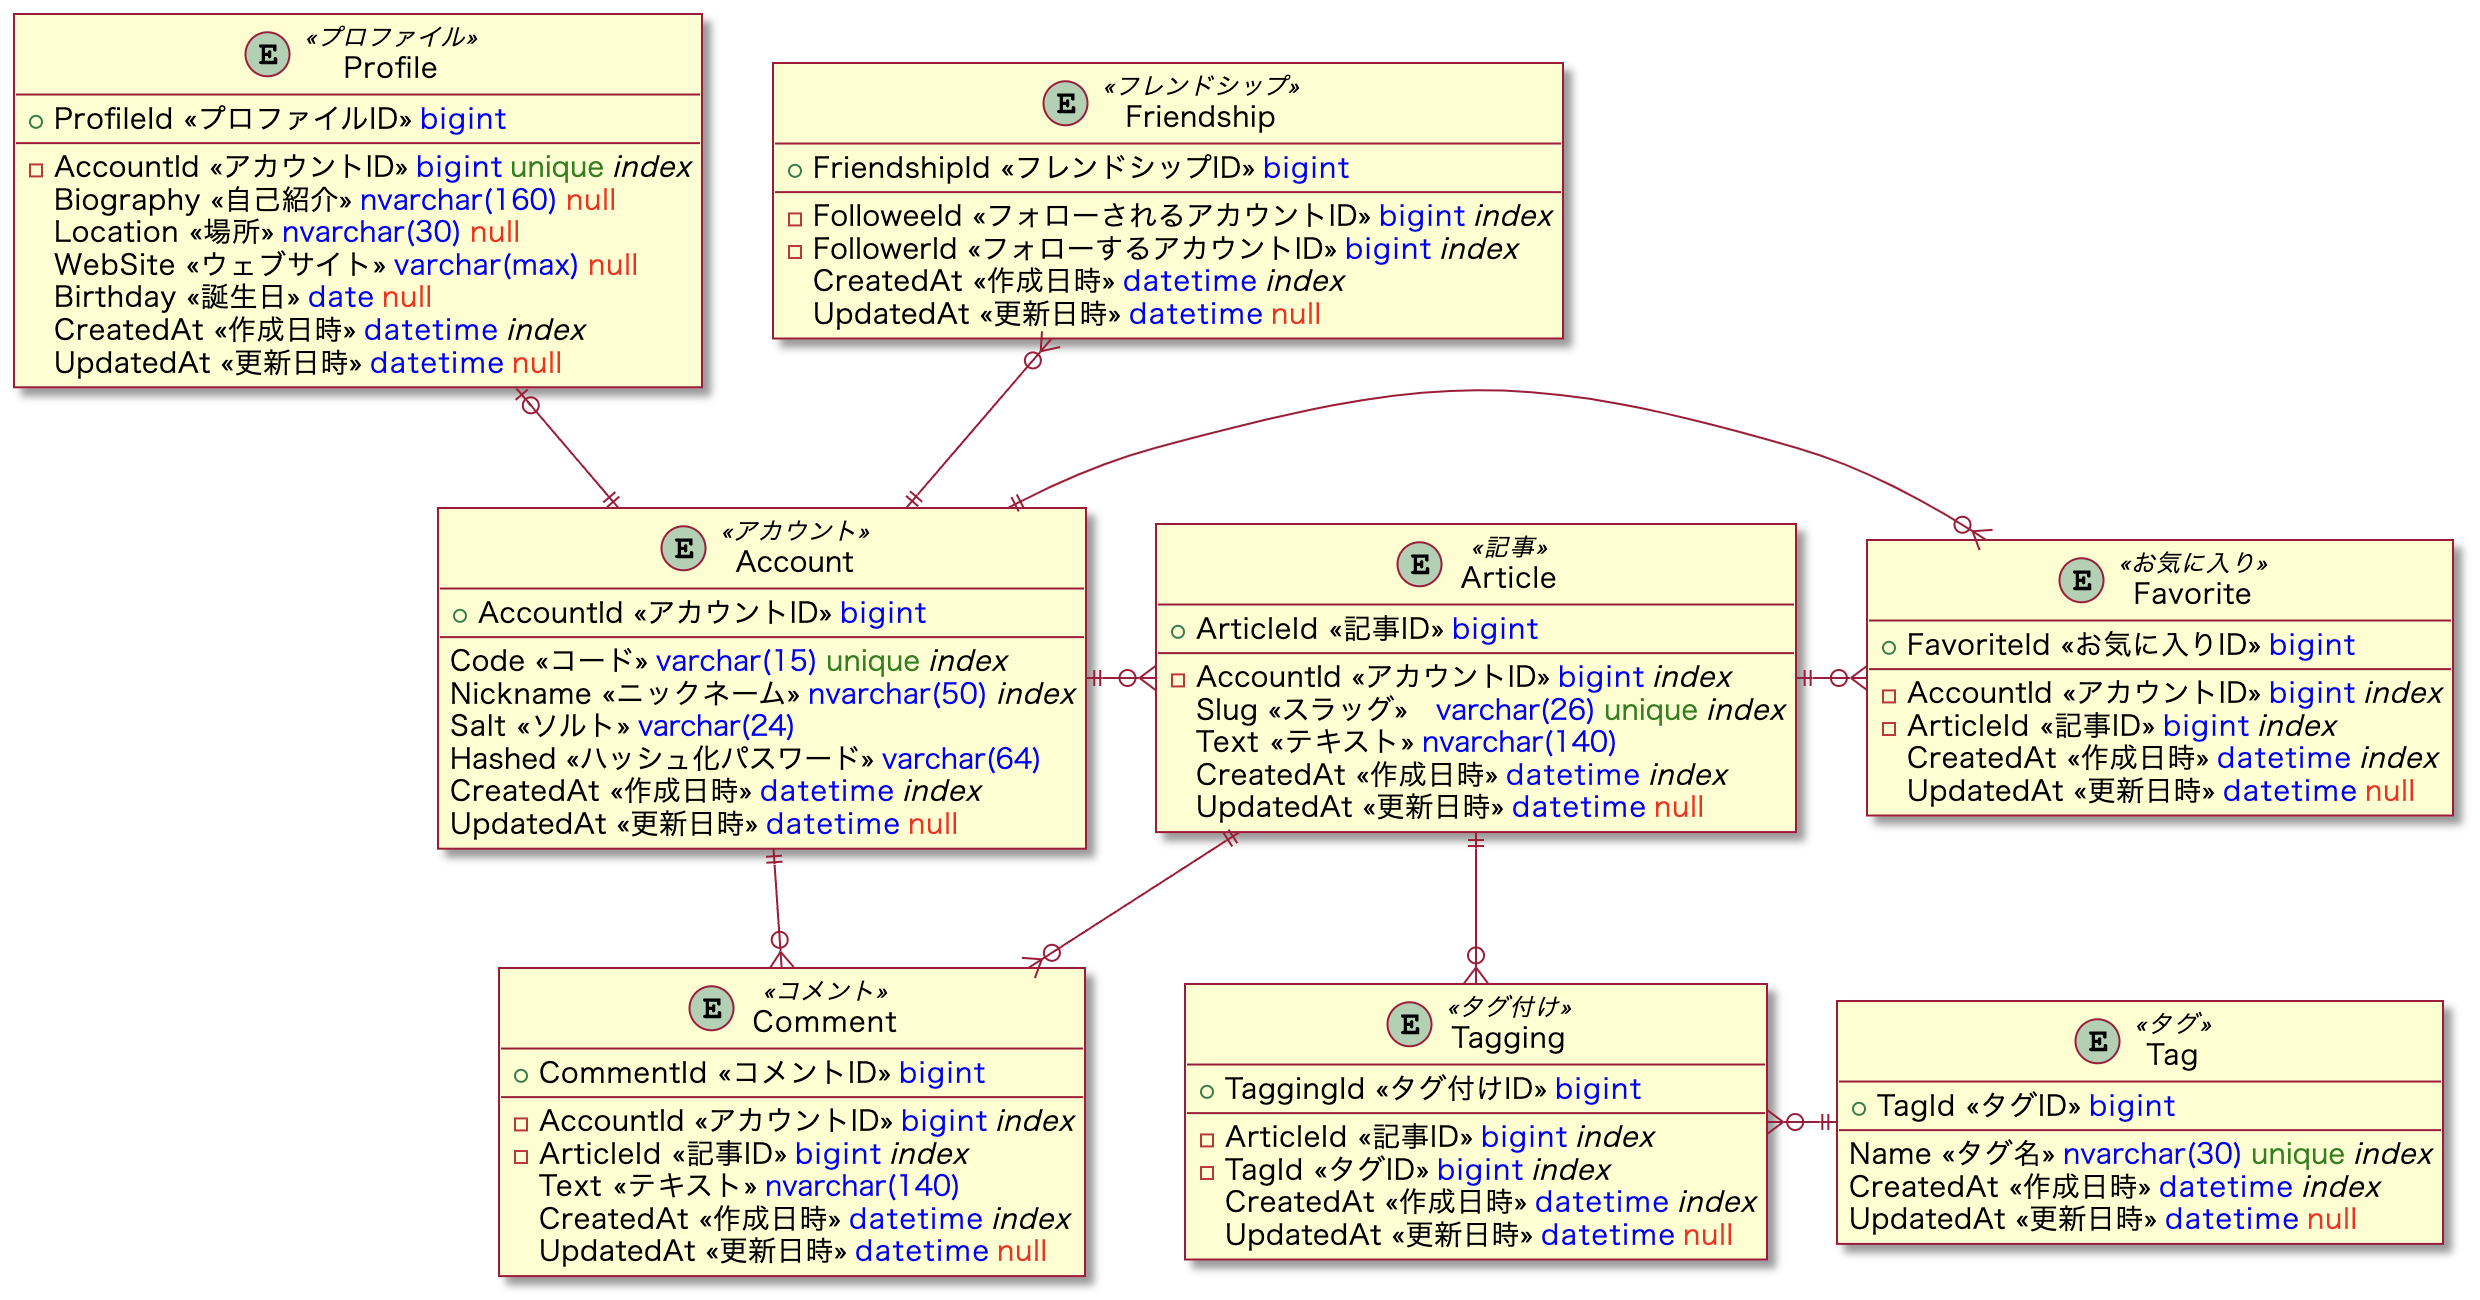 E
«プロファイル»
Profile
ProfileId «プロファイルID» bigint
AccountId «アカウントID» bigint unique index
Biography «自己紹介» nvarchar(160) null
Location «場所» nvarchar(30) null
WebSite «ウェブサイト» varchar(max) null
Birthday «誕生日» date null
CreatedAt «作成日時» datetime index
UpdatedAt «更新日時» datetime null
E
«フレンドシップ»
Friendship
FriendshipId «フレンドシップID» bigint
FolloweeId «フォローされるアカウントID» bigint index
FollowerId «フォローするアカウントID» bigint index
CreatedAt «作成日時» datetime index
UpdatedAt «更新日時» datetime null
E
«アカウント»
Account
AccountId «アカウントID» bigint
Code «コード» varchar(15) unique index
Nickname «ニックネーム» nvarchar(50) index
Salt «ソルト» varchar(24)
Hashed «ハッシュ化パスワード» varchar(64)
CreatedAt «作成日時» datetime index
UpdatedAt «更新日時» datetime null
E
«記事»
Article
ArticleId «記事ID» bigint
AccountId «アカウントID» bigint index
Slug «スラッグ» varchar(26) unique index
Text «テキスト» nvarchar(140)
CreatedAt «作成日時» datetime index
UpdatedAt «更新日時» datetime null
E
«お気に入り»
Favorite
FavoriteId «お気に入りID» bigint
AccountId «アカウントID» bigint index
ArticleId «記事ID» bigint index
CreatedAt «作成日時» datetime index
UpdatedAt «更新日時» datetime null
E
«コメント»
Comment
CommentId «コメントID» bigint
AccountId «アカウントID» bigint index
ArticleId «記事ID» bigint index
Text «テキスト» nvarchar(140)
CreatedAt «作成日時» datetime index
UpdatedAt «更新日時» datetime null
E
«タグ付け»
Tagging
TaggingId «タグ付けID» bigint
ArticleId «記事ID» bigint index
TagId «タグID» bigint index
CreatedAt «作成日時» datetime index
UpdatedAt «更新日時» datetime null
E
«タグ»
Tag
TagId «タグID» bigint
Name «タグ名» nvarchar(30) unique index
CreatedAt «作成日時» datetime index
UpdatedAt «更新日時» datetime null